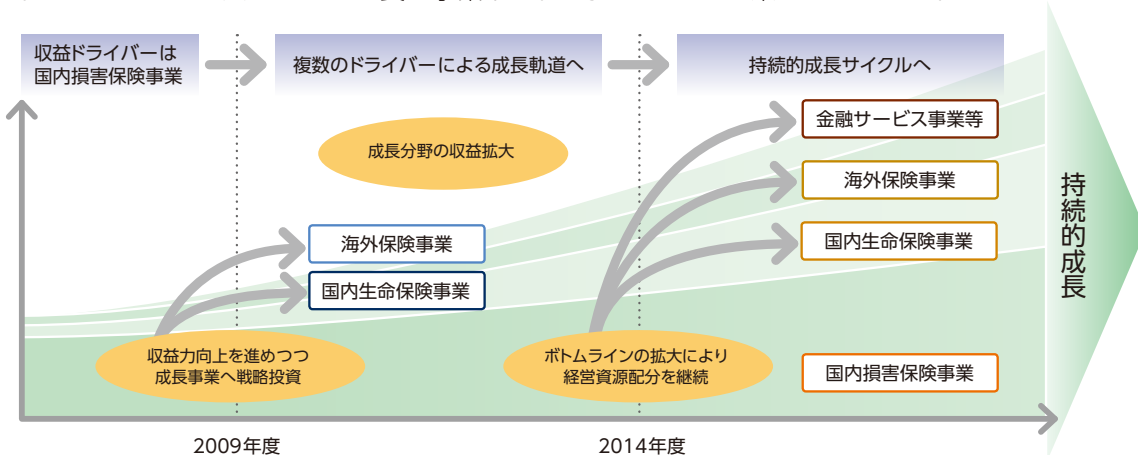 収益ドライバーは
国内損害保険事業
複数のドライバーによる成長軌道へ
持続的成長サイクルへ
金融サービス事業等
成長分野の収益拡大
海外保険事業
国内生命保険事業
海外保険事業
国内生命保険事業
収益力向上を進めつつ
成長事業へ戦略投資
ボトムラインの拡大により
経営資源配分を継続
国内損害保険事業
持続的成長
2009年度
2014年度